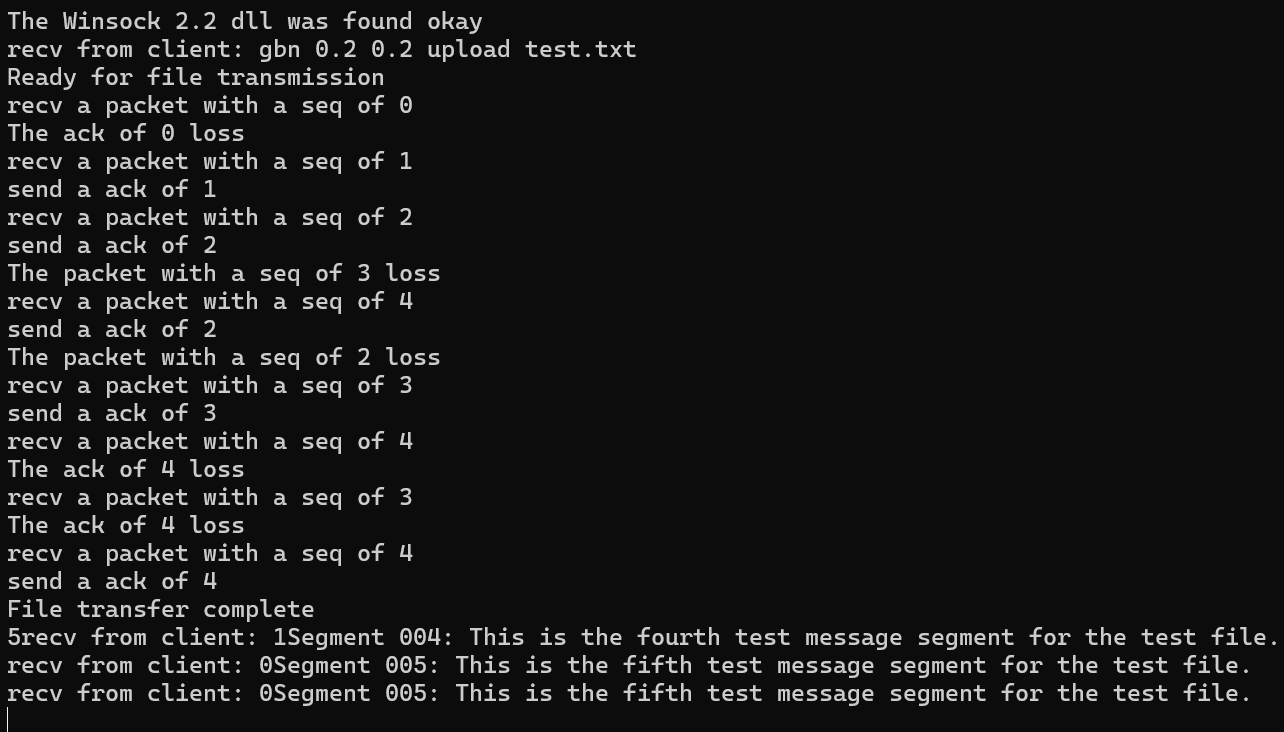 The Winsock 2.2 dll was found okay
recv from client: gbn 0.2 0.2 upload test.txt
Ready for file transmission
recv a packet with a seq of 0
The ack of 0 loss
recv a packet with a seq of 1
send a ack of 1
recv a packet with a seq of 2
send a ack of 2
The packet with a seq of 3 loss
recv a packet with a seq of 4
send a ack of 2
The packet with a seq of 2 loss
recv a packet with a seq of 3
send a ack of 3
recv a packet with a seq of 4
The ack of 4 loss
recv a packet with a seq of 3
The ack of 4 loss
recv a packet with a seq of 4
send a ack of 4
File transfer complete
5recv from client: 1Segment 004: This is the fourth test message segment for the test file.
recv from client: 0Segment 005: This is the fifth test message segment for the test file.
recv from client: 0Segment 005: This is the fifth test message segment for the test file.